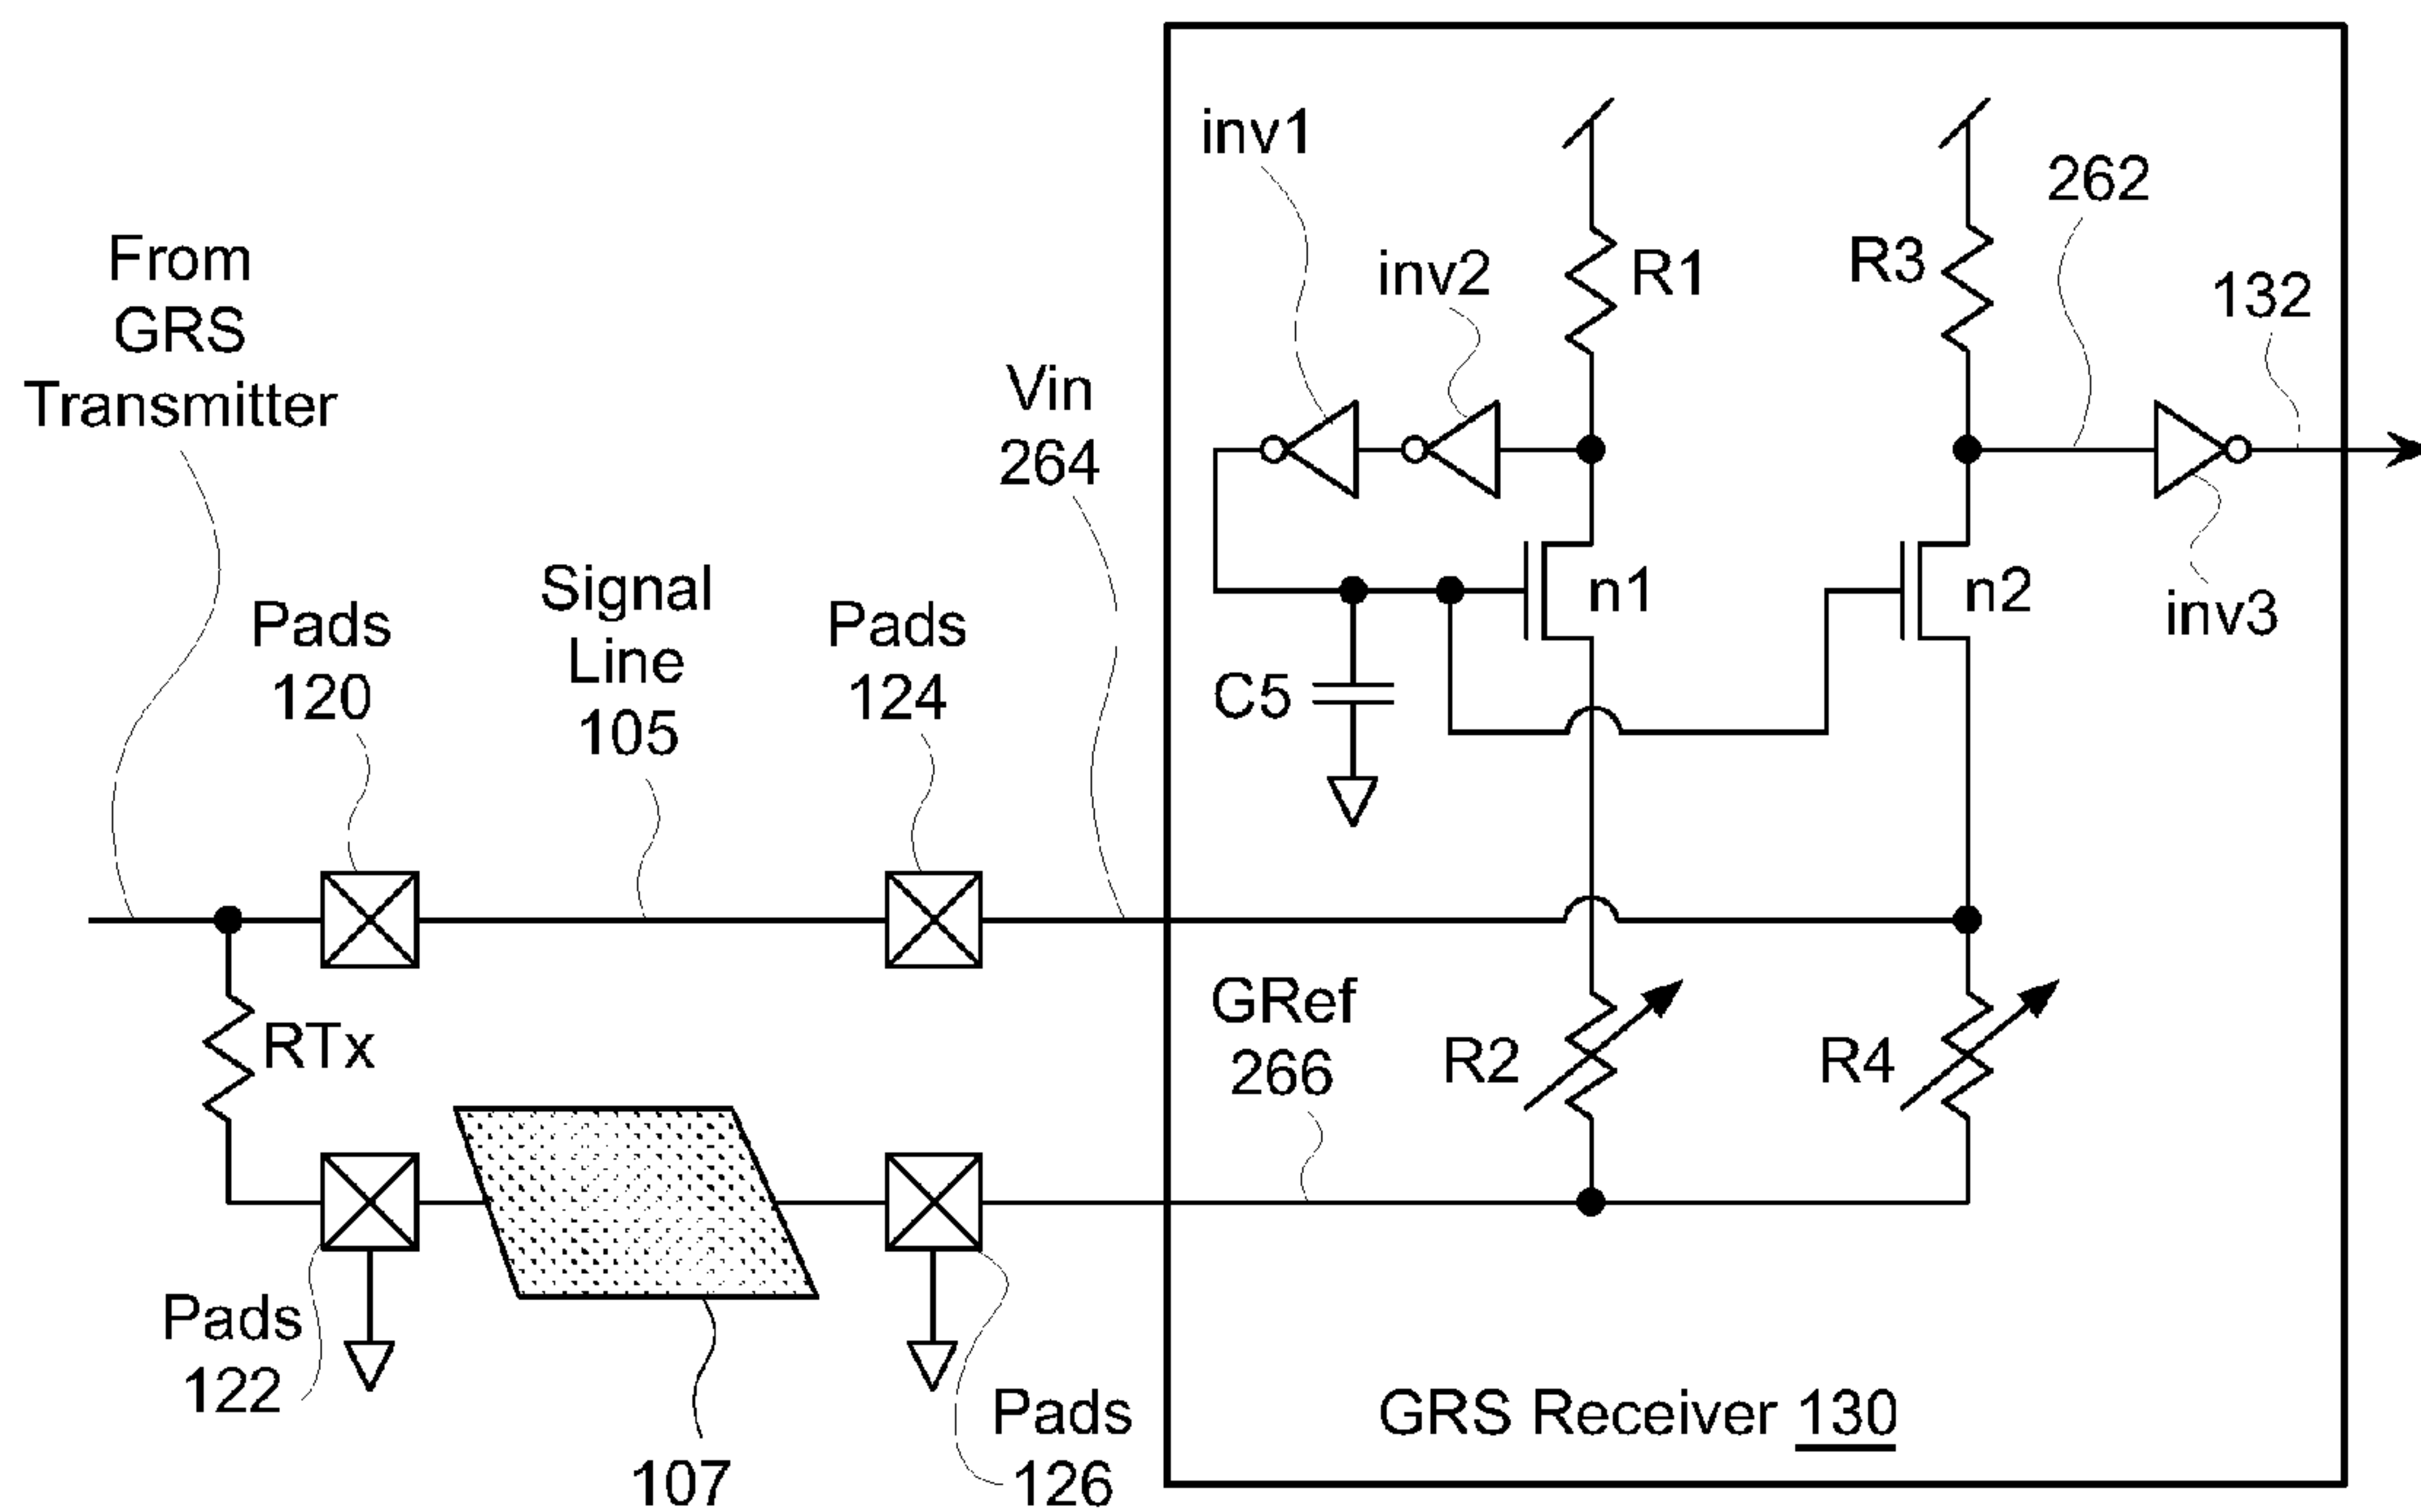 From
GRS
Transmitter
Pads
120
Signal
Line
105
Pads
124
Vin
264
inv1
inv2
R1
R3
262
132
n1
n2
inv3
C5
RTx
GRef
266
R2
R4
Pads
122
107
Pads
126
GRS Receiver 130